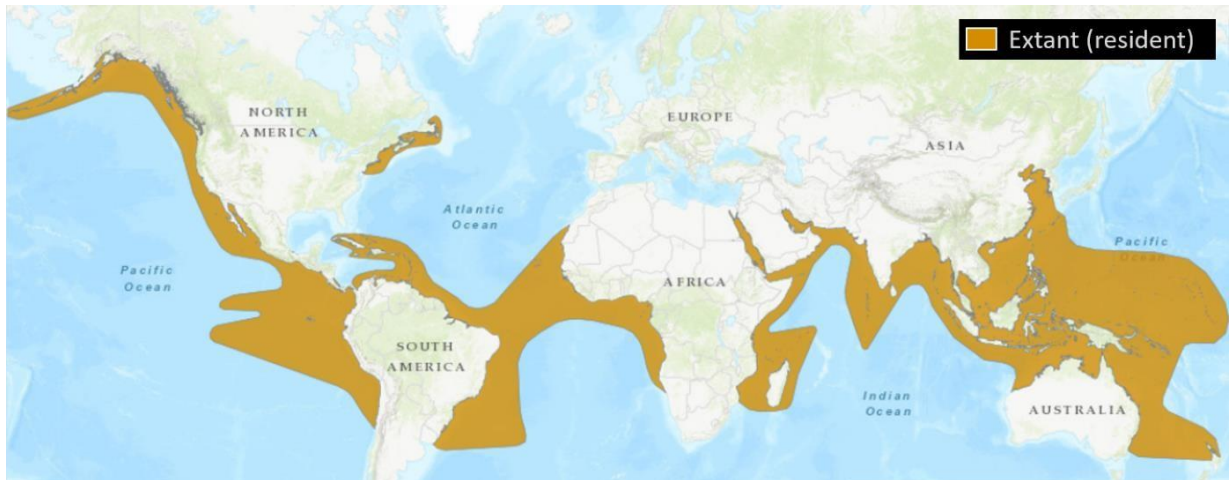 Extant (resident)
NORTH
AMERICA
EUROPE
ASIA
Atlantic
Ocean
Pacific
Ocean
Pacific
Ocean
AFRICA
SOUTH
AMERICA
Indian
Ocean
AUSTRALIA